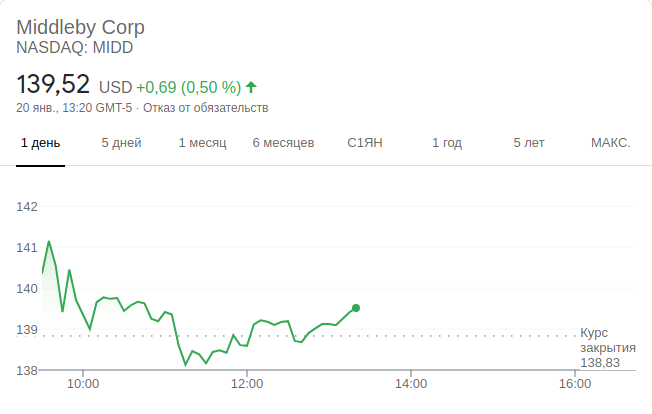 Middleby Corp
NASDAQ: MIDD
139,52 USD +0,69 (0,50 %)
20 янв., 13:20 GMT-5 · Отказ от обязательств
1 день 5 дней 1 месяц 6 месяцев С1ЯН 1 год 5 лет МАКС.
142
141
140
139
Курс
закрытия
138,83
138
10:00 12:00 14:00 16:00